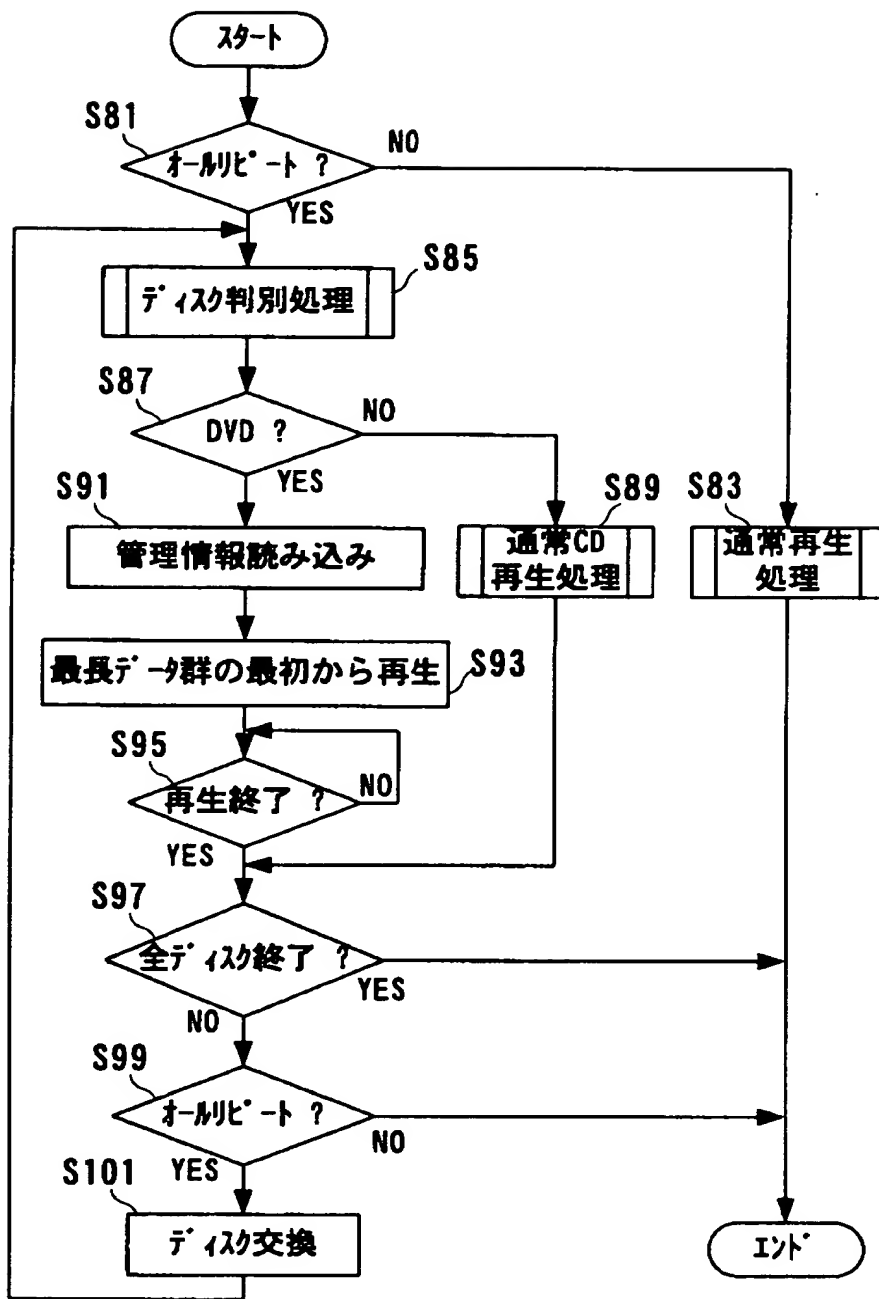 スタート
S81
オールリピート ?
NO
YES
S85
ディスク判別処理
S87
DVD ?
NO
YES
S91
管理情報読み込み
S89
通常CD
再生処理
S83
通常再生
処理
最長データ群の最初から再生
S93
S95
再生終了 ?
NO
YES
S97
全ディスク終了 ?
YES
NO
S99
オールリピート ?
NO
YES
S101
ディスク交換
エンド